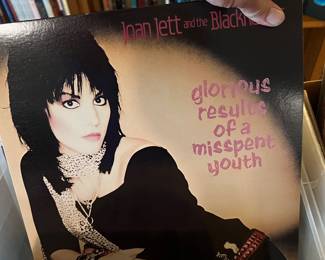 Joan Jett and the
glorious
results
of a
misspent
youth